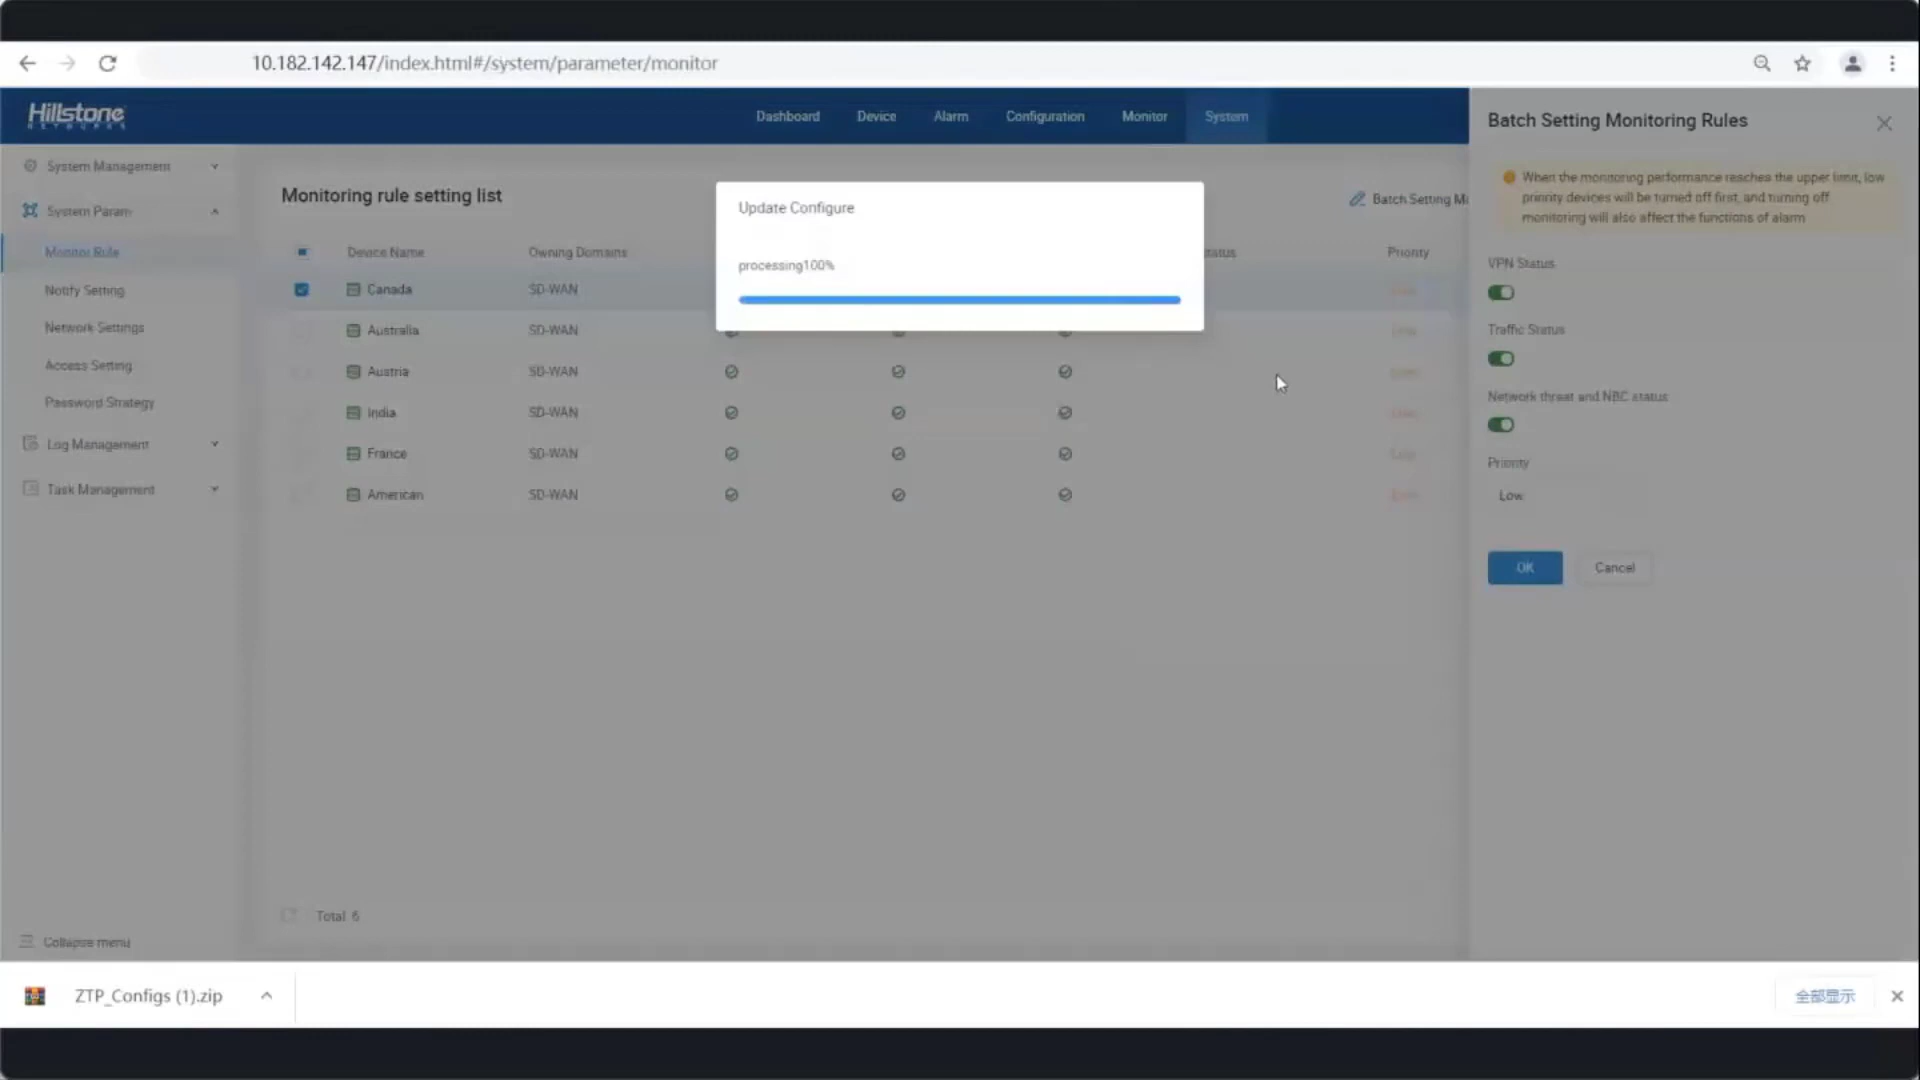 10.182.142.147/index.html#/system/parameter/monitor
Hillstone
NETWORKS
Dashboard Device Alarm Configuration Monitor System
Batch Setting Monitoring Rules
When the monitoring performance reaches the upper limit, low
priority devices will be turned off first, and turning off
monitoring will also affect the functions of alarm
VPN Status
Traffic Status
Network threat and NBC status
Priority
Low
OK Cancel
System Management
System Param
Monitor Rule
Notify Setting
Network Settings
Access Setting
Password Strategy
Log Management
Task Management
Collapse menu
Monitoring rule setting list
Batch Setting Mo
Device Name Owning Domains tatus Priority
Canada SD-WAN Low
Australia SD-WAN Low
Austria SD-WAN Low
India SD-WAN Low
France SD-WAN Low
American SD-WAN Low
Total 6
Update Configure
processing100%
ZTP_Configs (1).zip
全部显示